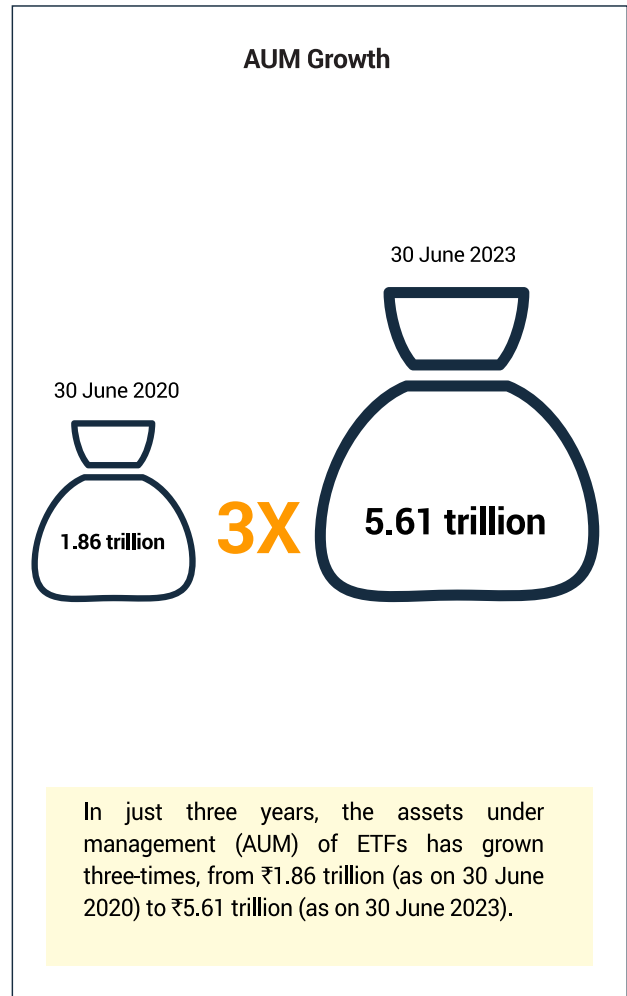 AUM Growth
30 June 2023
30 June 2020
1.86 trillion
3X
5.61 trillion
In just three years, the assets under
management (AUM) of ETFs has grown
three-times, from ₹1.86 trillion (as on 30 June
2020) to ₹5.61 trillion (as on 30 June 2023).